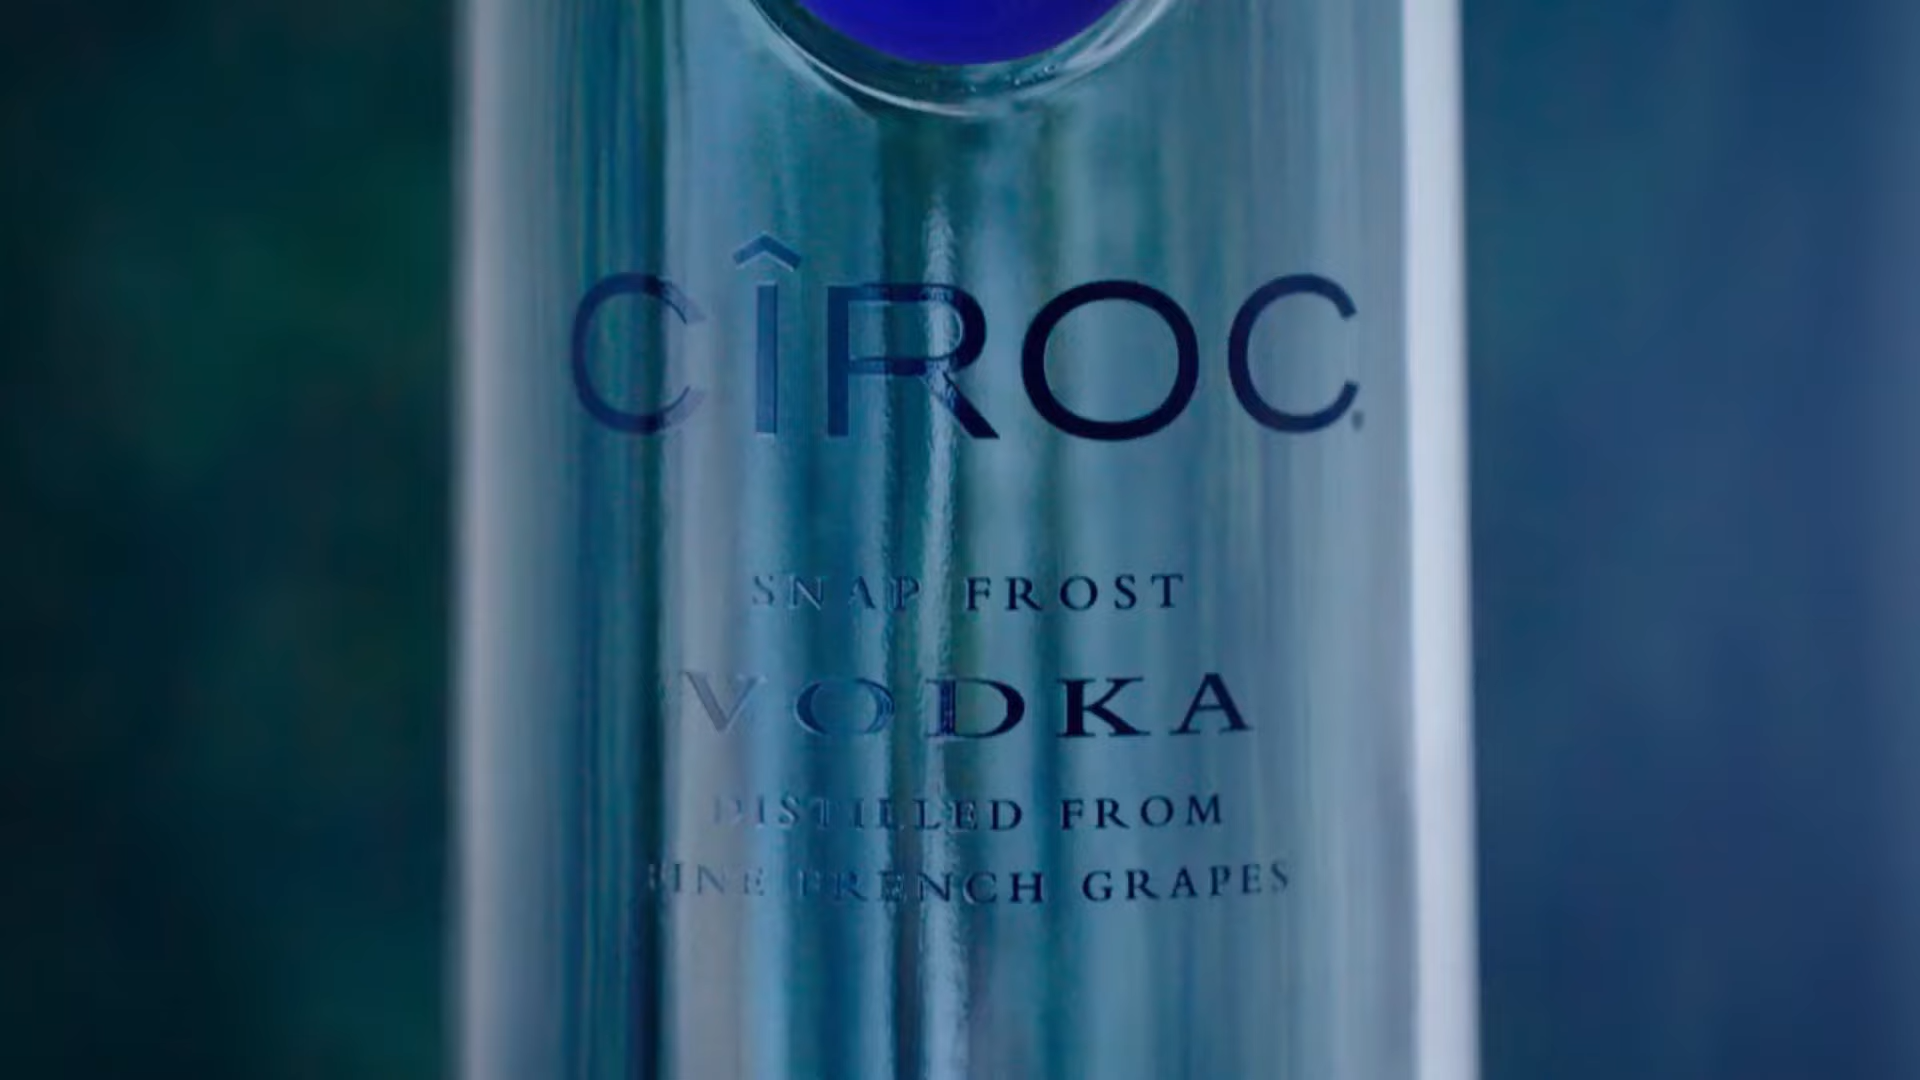 CÎROC
SNAP FROST
VODKA
DISTILLED FROM
FINE FRENCH GRAPES